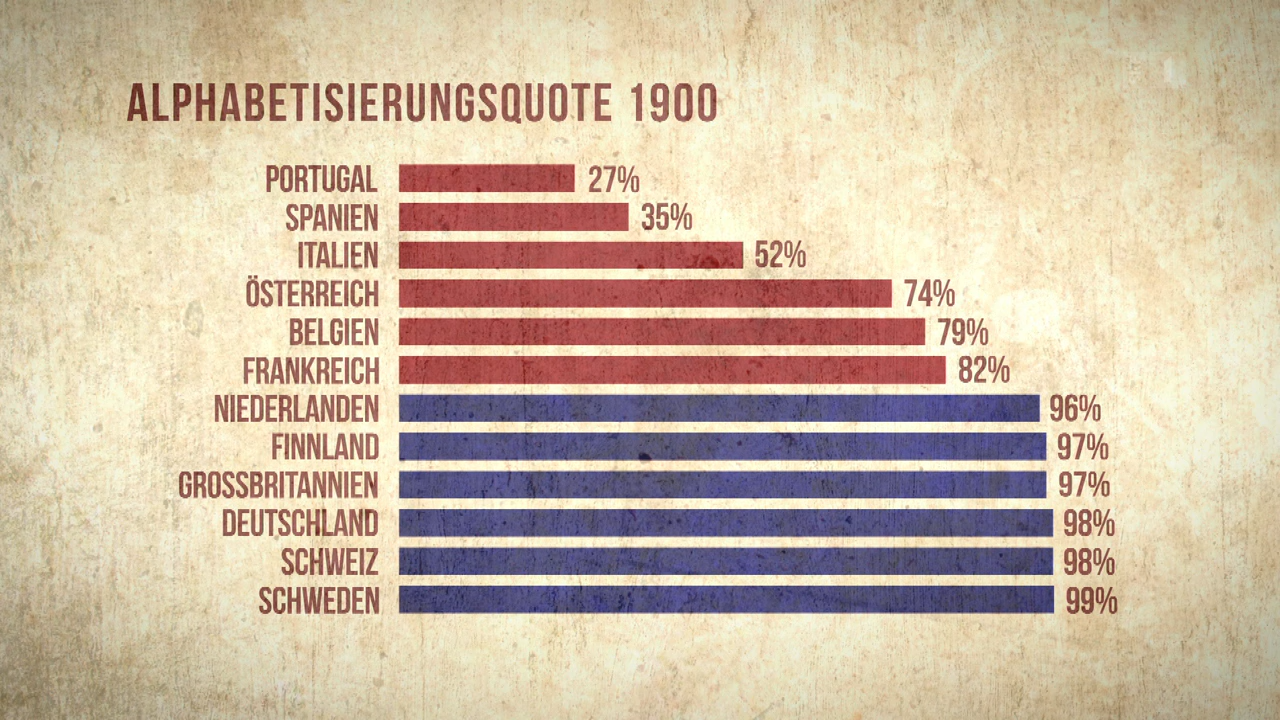 ALPHABETISIERUNGSQUOTE 1900
PORTUGAL 27%
SPANIEN 35%
ITALIEN 52%
ÖSTERREICH 74%
BELGIEN 79%
FRANKREICH 82%
NIEDERLANDEN 96%
FINNLAND 97%
GROSSBRITANNIEN 97%
DEUTSCHLAND 98%
SCHWEIZ 98%
SCHWEDEN 99%